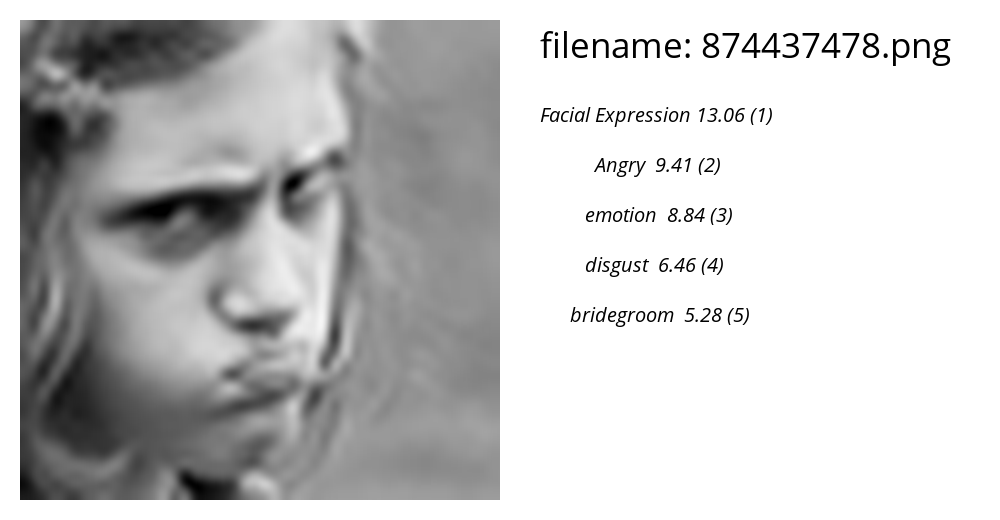 filename: 874437478.png
Facial Expression 13.06 (1)
Angry 9.41 (2)
emotion 8.84 (3)
disgust 6.46 (4)
bridegroom 5.28 (5)